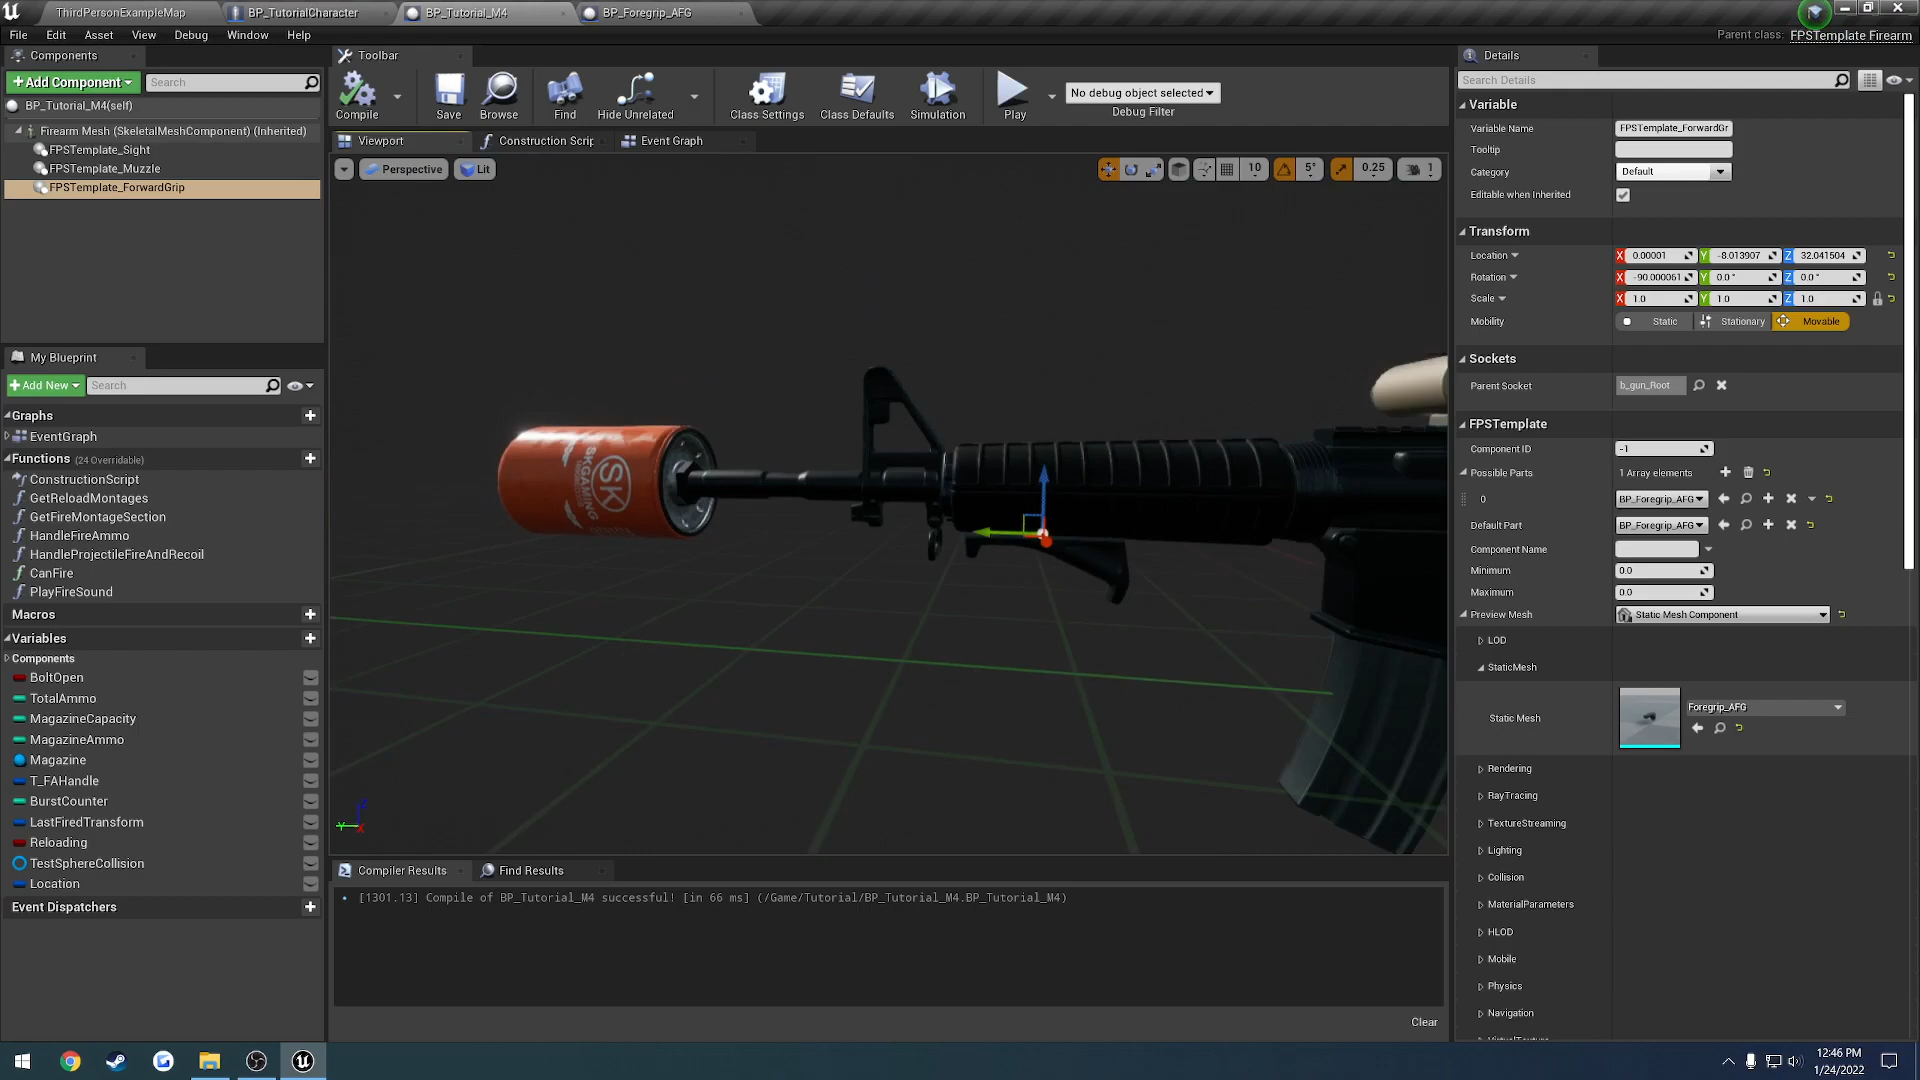 ThirdPersonExampleMap
BP_TutorialCharacter
BP_Tutorial_M4
BP_Foregrip_AFG
File Edit Asset View Debug Window Help
Parent class: FPSTemplate Firearm
Components
Add Component
Search
BP_Tutorial_M4(self)
Firearm Mesh (SkeletalMeshComponent) (Inherited)
FPSTemplate_Sight
FPSTemplate_Muzzle
FPSTemplate_ForwardGrip
Toolbar
Compile
Save
Browse
Find
Hide Unrelated
Class Settings
Class Defaults
Simulation
Play
No debug object selected
Debug Filter
Viewport
Construction Scrip
Event Graph
Perspective
Lit
10
5°
0.25
1
SK
SKGAMING
My Blueprint
Add New
Search
Graphs
EventGraph
Functions (24 Overridable)
ConstructionScript
GetReloadMontages
GetFireMontageSection
HandleFireAmmo
HandleProjectileFireAndRecoil
CanFire
PlayFireSound
Macros
Variables
Components
BoltOpen
TotalAmmo
MagazineCapacity
MagazineAmmo
Magazine
T_FAHandle
BurstCounter
LastFiredTransform
Reloading
TestSphereCollision
Location
Event Dispatchers
Compiler Results
Find Results
[1301.13] Compile of BP_Tutorial_M4 successful! [in 66 ms] (/Game/Tutorial/BP_Tutorial_M4.BP_Tutorial_M4)
Clear
Details
Search Details
Variable
Variable Name FPSTemplate_ForwardGr
Tooltip
Category Default
Editable when Inherited
Transform
Location X 0.00001 Y -8.013907 Z 32.041504
Rotation X -90.000061 Y 0.0 ° Z 0.0 °
Scale X 1.0 Y 1.0 Z 1.0
Mobility Static Stationary Movable
Sockets
Parent Socket b_gun_Root
FPSTemplate
Component ID -1
Possible Parts 1 Array elements
0 BP_Foregrip_AFG
Default Part BP_Foregrip_AFG
Component Name
Minimum 0.0
Maximum 0.0
Preview Mesh Static Mesh Component
LOD
StaticMesh
Static Mesh Foregrip_AFG
Rendering
RayTracing
TextureStreaming
Lighting
Collision
MaterialParameters
HLOD
Mobile
Physics
Navigation
VirtualTexture
12:46 PM
1/24/2022